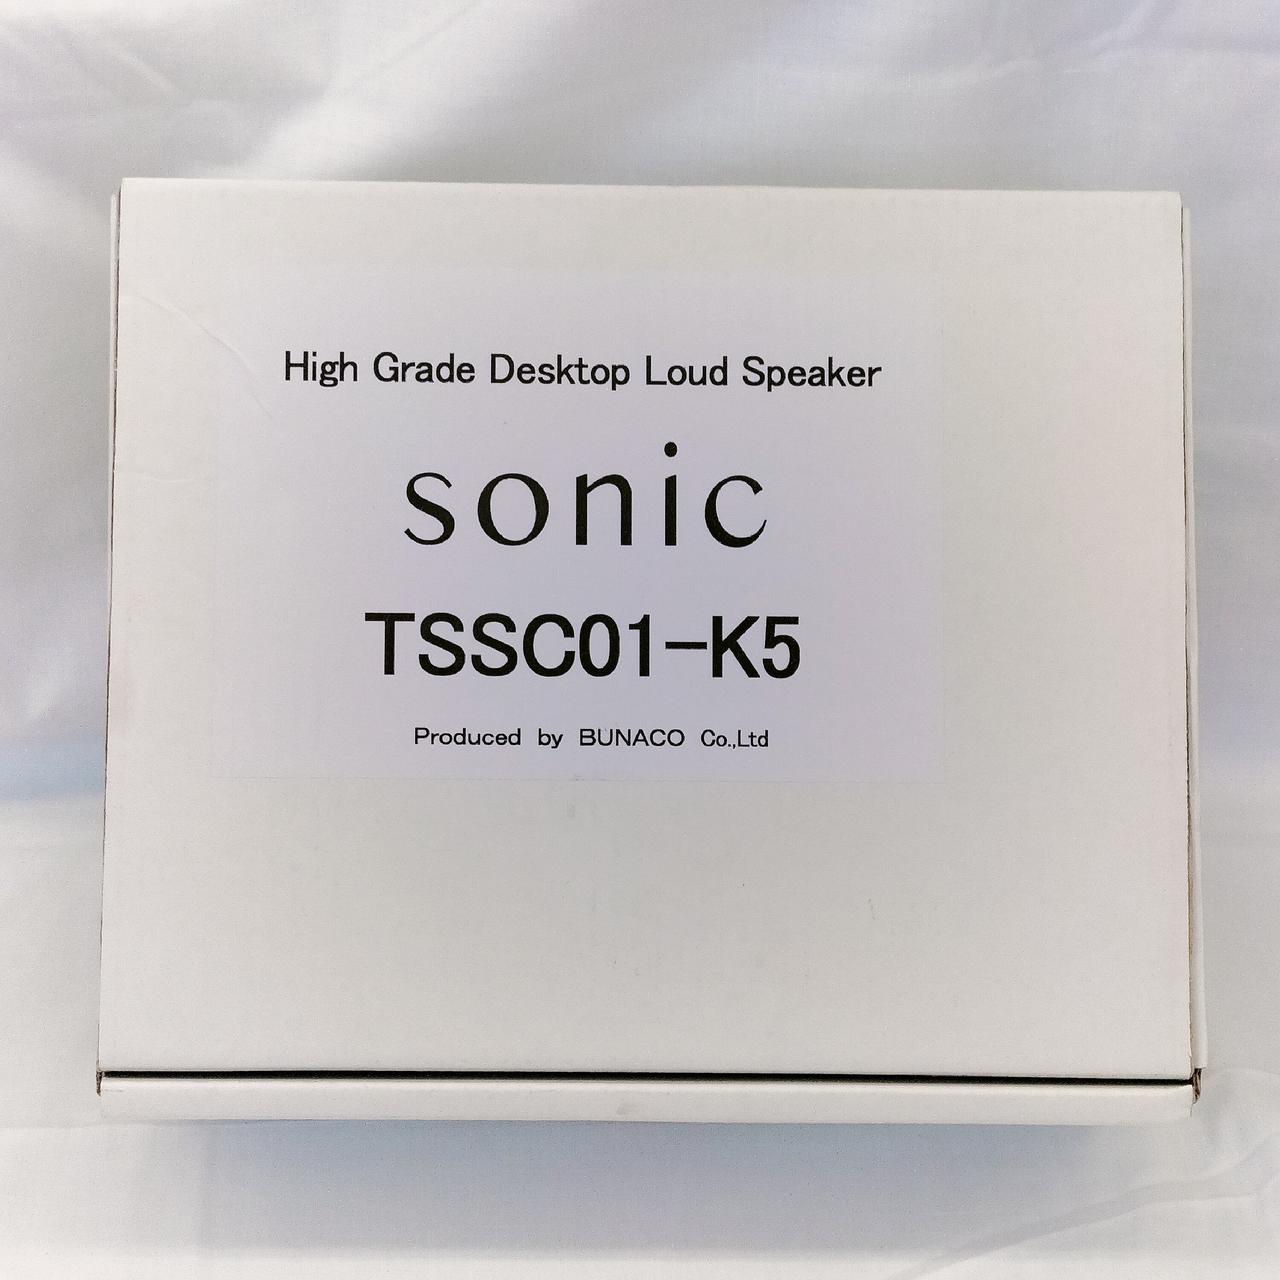 High Grade Desktop Loud Speaker
sonic
TSSC01-K5
Produced by BUNACO Co.,Ltd